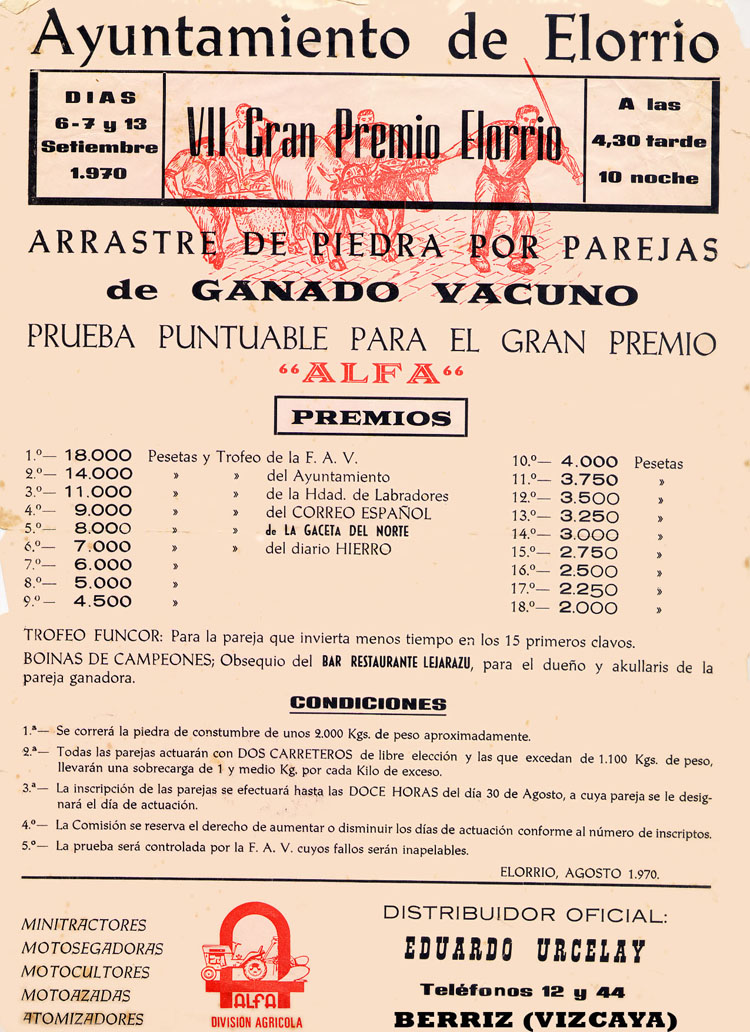 Ayuntamiento de Elorrio
DIAS
6-7 y 13
Setiembre
1.970
VII Gran Premio Elorrio
A las
4,30 tarde
10 noche
ARRASTRE DE PIEDRA POR PAREJAS
de GANADO VACUNO
PRUEBA PUNTUABLE PARA EL GRAN PREMIO
“ALFA“
PREMIOS
1.º— 18.000 Pesetas y Trofeo de la F. A. V.
2.º— 14.000 » » del Ayuntamiento
3.º— 11.000 » » de la Hdad. de Labradores
4.º— 9.000 » » del CORREO ESPAÑOL
5.º— 8.000 » » de LA GACETA DEL NORTE
6.º— 7.000 » » del diario HIERRO
7.º— 6.000 »
8.º— 5.000 »
9.º— 4.500 »
10.º— 4.000 Pesetas
11.º— 3.750 »
12.º— 3.500 »
13.º— 3.250 »
14.º— 3.000 »
15.º— 2.750 »
16.º— 2.500 »
17.º— 2.250 »
18.º— 2.000 »
TROFEO FUNCOR: Para la pareja que invierta menos tiempo en los 15 primeros clavos.
BOINAS DE CAMPEONES; Obsequio del BAR RESTAURANTE LEJARAZU, para el dueño y akullaris de la
pareja ganadora.
CONDICIONES
1.ª— Se correrá la piedra de constumbre de unos 2.000 Kgs. de peso aproximadamente.
2.ª— Todas las parejas actuarán con DOS CARRETEROS de libre elección y las que excedan de 1.100 Kgs. de peso,
llevarán una sobrecarga de 1 y medio Kg. por cada Kilo de exceso.
3.ª— La inscripción de las parejas se efectuará hasta las DOCE HORAS del día 30 de Agosto, a cuya pareja se le desig-
nará el día de actuación.
4.º— La Comisión se reserva el derecho de aumentar o disminuir los días de actuación conforme al número de inscriptos.
5.º— La prueba será controlada por la F. A. V. cuyos fallos serán inapelables.
ELORRIO, AGOSTO 1.970.
MINITRACTORES
MOTOSEGADORAS
MOTOCULTORES
MOTOAZADAS
ATOMIZADORES
ALFA
DIVISIÓN AGRICOLA
DISTRIBUIDOR OFICIAL:
EDUARDO URCELAY
Teléfonos 12 y 44
BERRIZ (VIZCAYA)